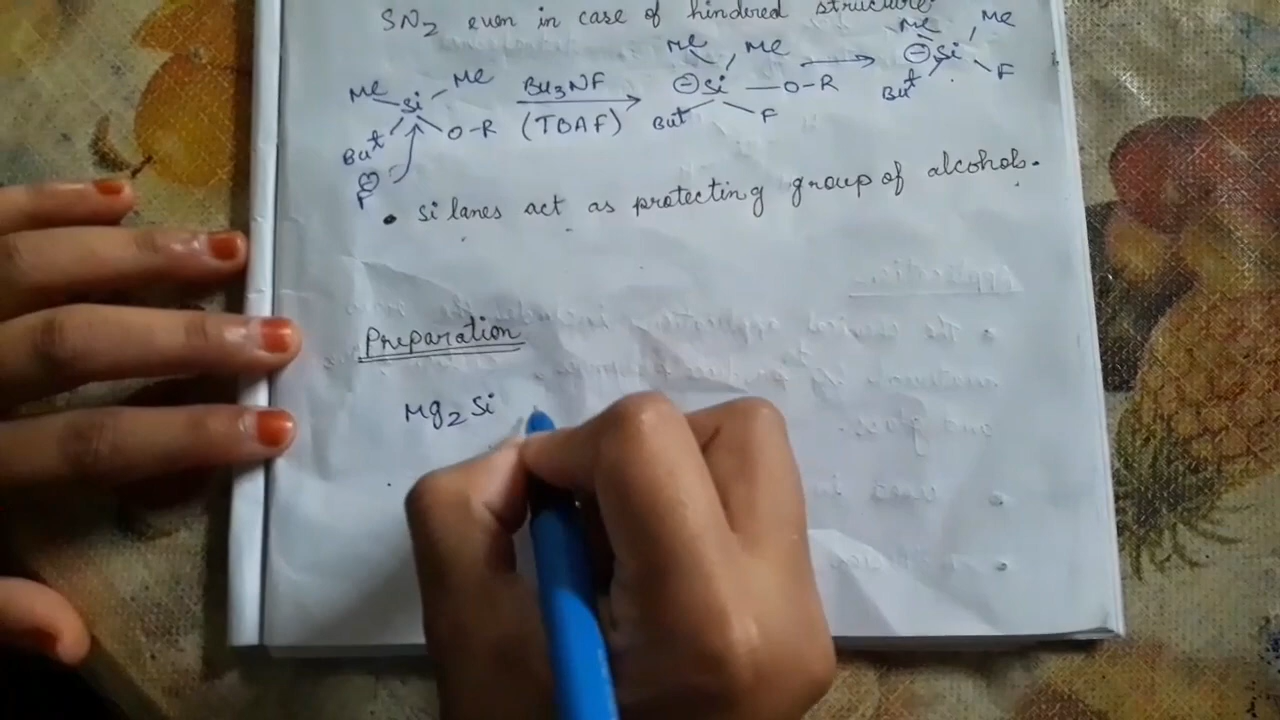 SN2 even in case of hindered structure.
Me Me Si But O-R F⊖ Bu3NF (TBAF) → Me Me ⊖Si O-R But F → Me Me ⊖Si But F
• silanes act as protecting group of alcohols.
Preparation
Mg2Si